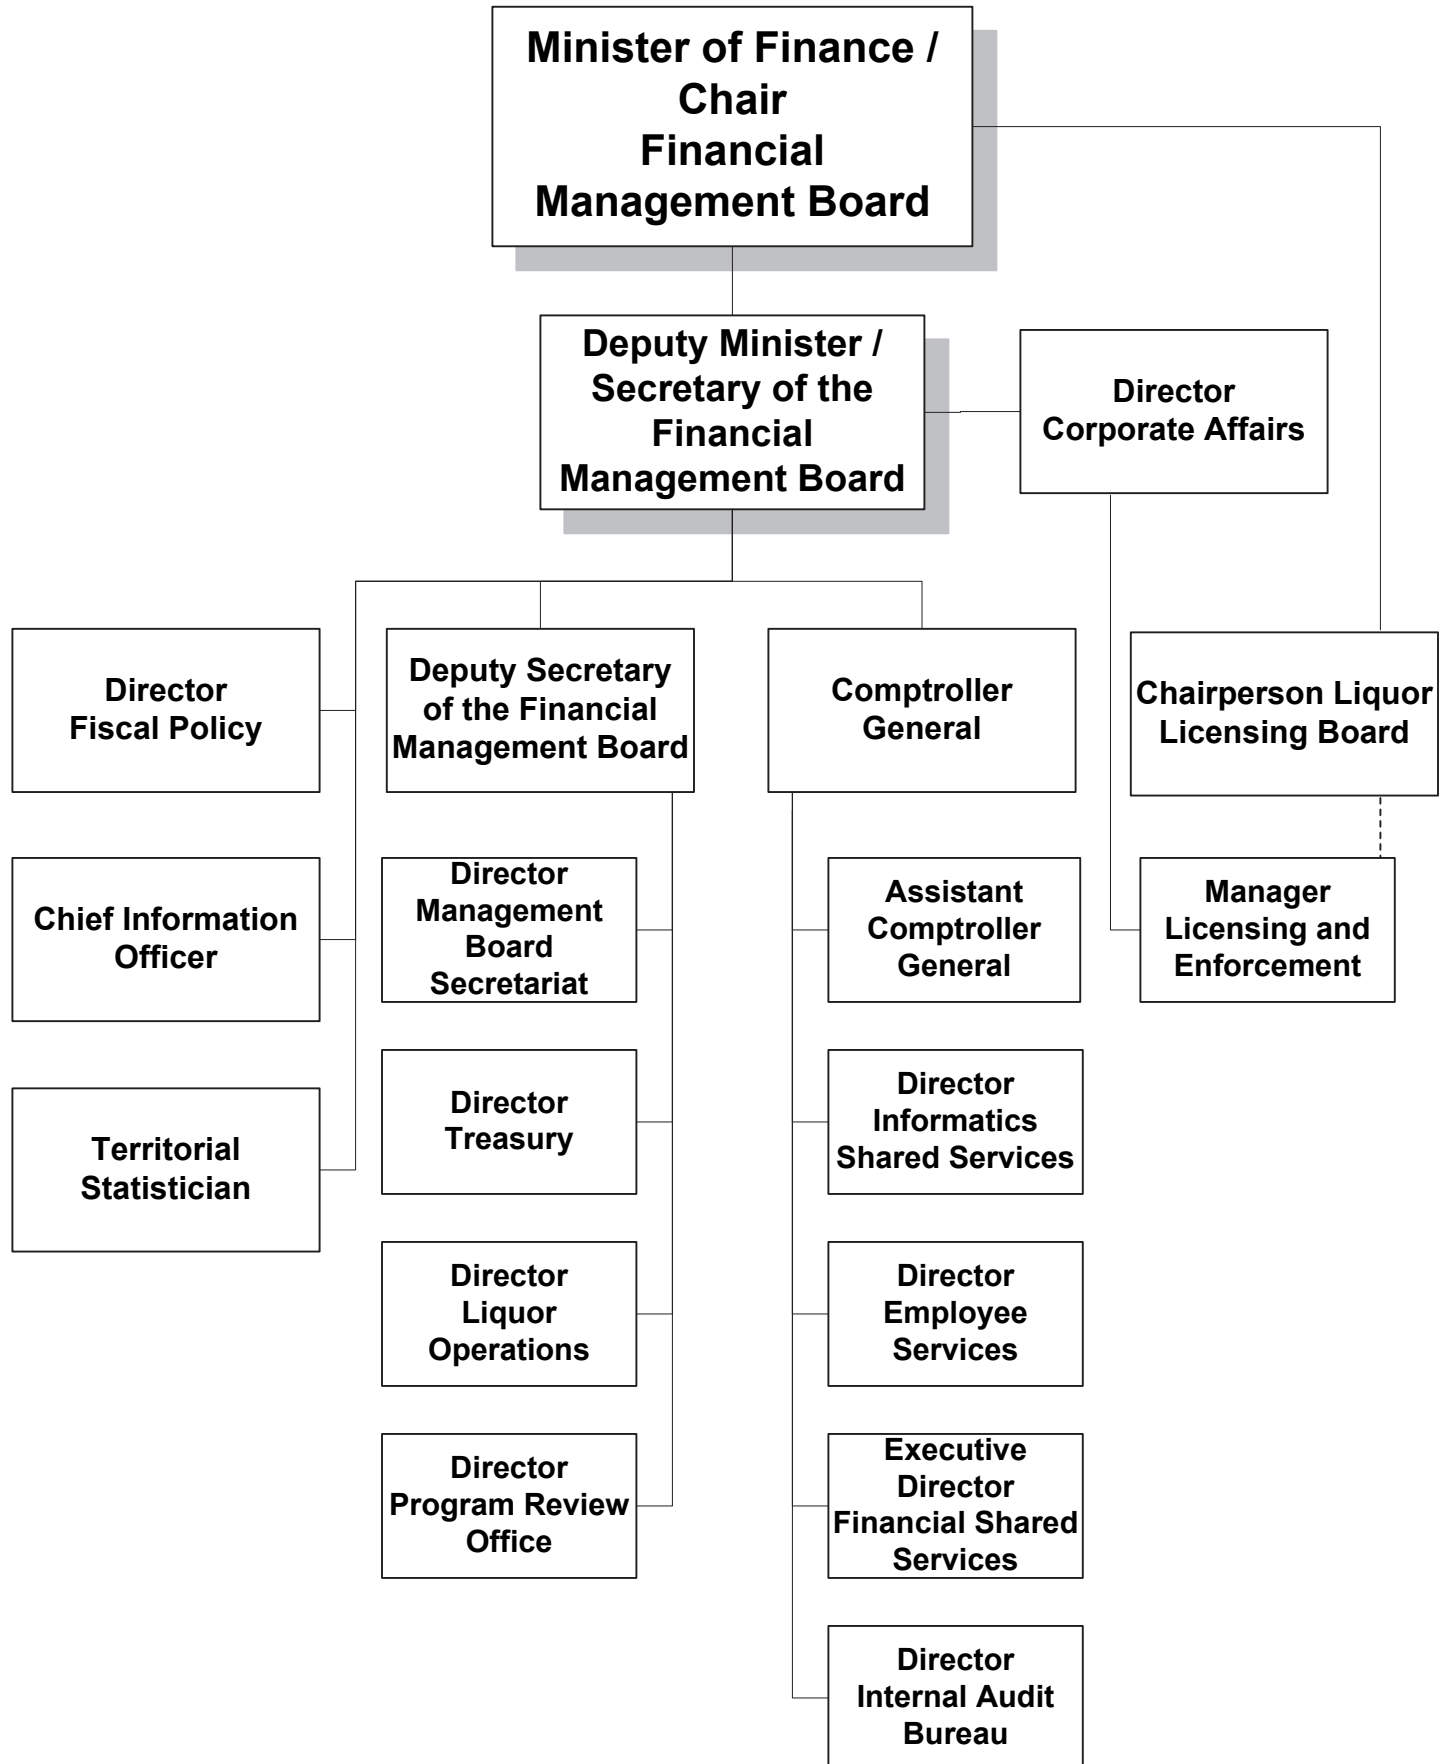 Minister of Finance /
Chair
Financial
Management Board
Deputy Minister /
Secretary of the
Financial
Management Board
Director
Corporate Affairs
Director
Fiscal Policy
Deputy Secretary
of the Financial
Management Board
Comptroller
General
Chairperson Liquor
Licensing Board
Chief Information
Officer
Director
Management
Board
Secretariat
Assistant
Comptroller
General
Manager
Licensing and
Enforcement
Territorial
Statistician
Director
Treasury
Director
Informatics
Shared Services
Director
Liquor
Operations
Director
Employee
Services
Director
Program Review
Office
Executive
Director
Financial Shared
Services
Director
Internal Audit
Bureau